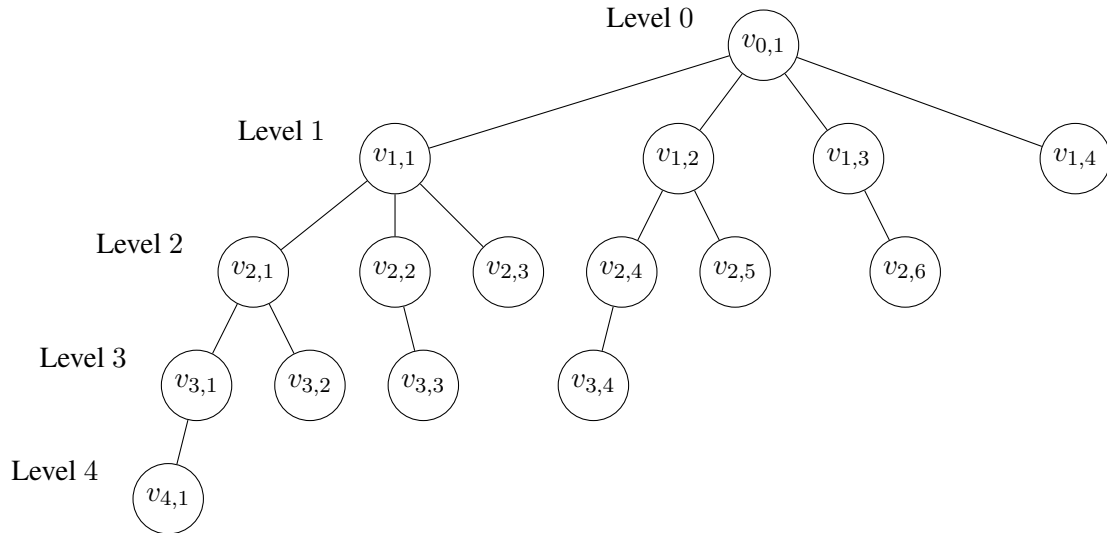 Level 0
v0,1
Level 1
v1,1
v1,2
v1,3
v1,4
Level 2
v2,1
v2,2
v2,3
v2,4
v2,5
v2,6
Level 3
v3,1
v3,2
v3,3
v3,4
Level 4
v4,1